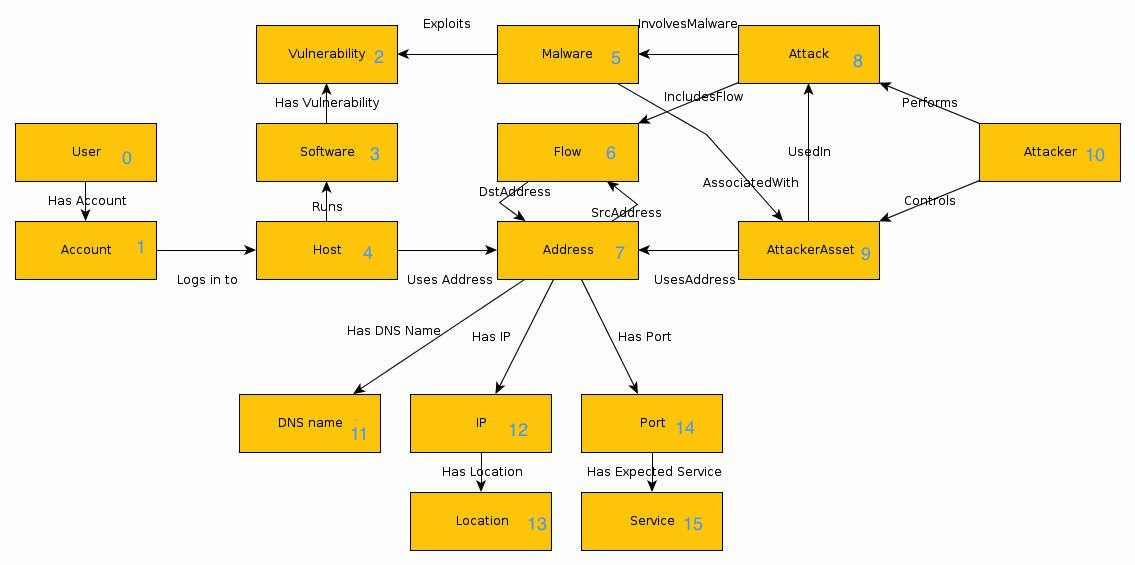 Exploits
InvolvesMalware
Vulnerability 2
Malware 5
Attack 8
IncludesFlow
Has Vulnerability
Performs
User 0
Software 3
Flow 6
UsedIn
Attacker 10
AssociatedWith
DstAddress
Has Account
Runs
SrcAddress
Controls
Account 1
Host 4
Address 7
AttackerAsset 9
Logs in to
Uses Address
UsesAddress
Has DNS Name
Has IP
Has Port
DNS name 11
IP 12
Port 14
Has Location
Has Expected Service
Location 13
Service 15